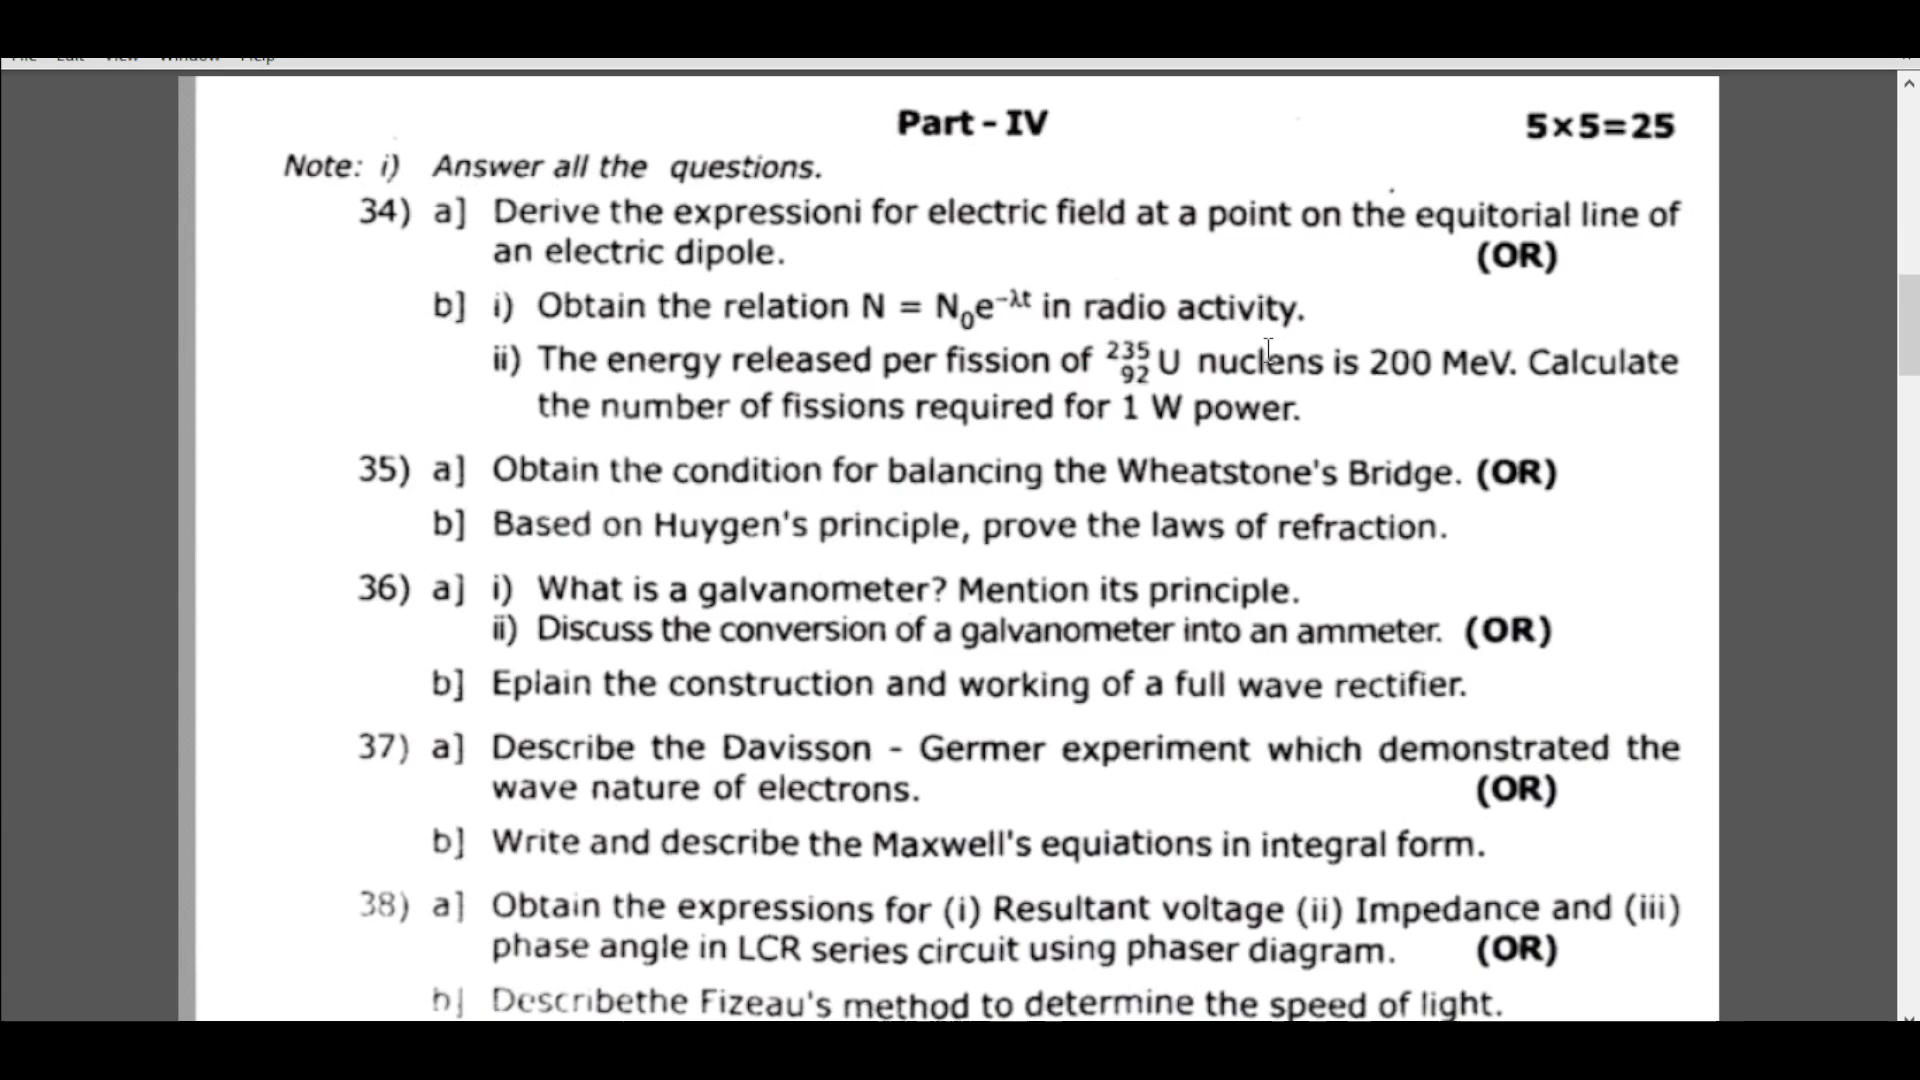 File Edit View Window Help
Part - IV 5×5=25
Note: i) Answer all the questions.
34) a] Derive the expressioni for electric field at a point on the equitorial line of
an electric dipole. (OR)
b] i) Obtain the relation N = N₀e⁻λᵗ in radio activity.
ii) The energy released per fission of ²³⁵₉₂U nuclens is 200 MeV. Calculate
the number of fissions required for 1 W power.
35) a] Obtain the condition for balancing the Wheatstone's Bridge. (OR)
b] Based on Huygen's principle, prove the laws of refraction.
36) a] i) What is a galvanometer? Mention its principle.
ii) Discuss the conversion of a galvanometer into an ammeter. (OR)
b] Eplain the construction and working of a full wave rectifier.
37) a] Describe the Davisson - Germer experiment which demonstrated the
wave nature of electrons. (OR)
b] Write and describe the Maxwell's equiations in integral form.
38) a] Obtain the expressions for (i) Resultant voltage (ii) Impedance and (iii)
phase angle in LCR series circuit using phaser diagram. (OR)
b] Describethe Fizeau's method to determine the speed of light.